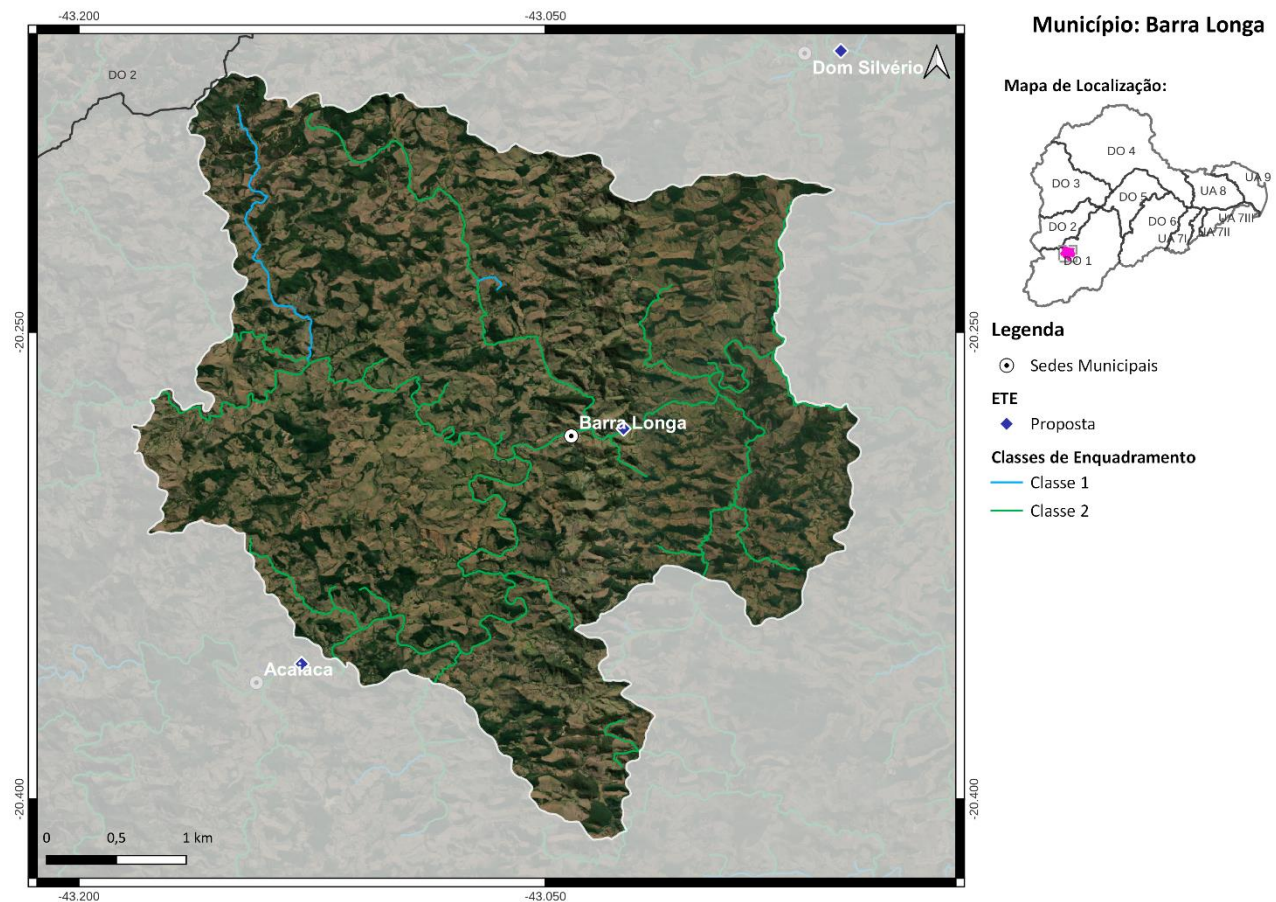 -43.200
-43.050
Município: Barra Longa
DO 2
Dom Silvério
Mapa de Localização:
DO 4
DO 3
DO 5
UA 8
UA 9
DO 2
DO 6
UA 7III
UA 7II
UA 7I
DO 1
-20.250
-20.250
Legenda
Sedes Municipais
ETE
Proposta
Classes de Enquadramento
Classe 1
Classe 2
Barra Longa
Acaiaca
-20.400
-20.400
0
0,5
1 km
-43.200
-43.050